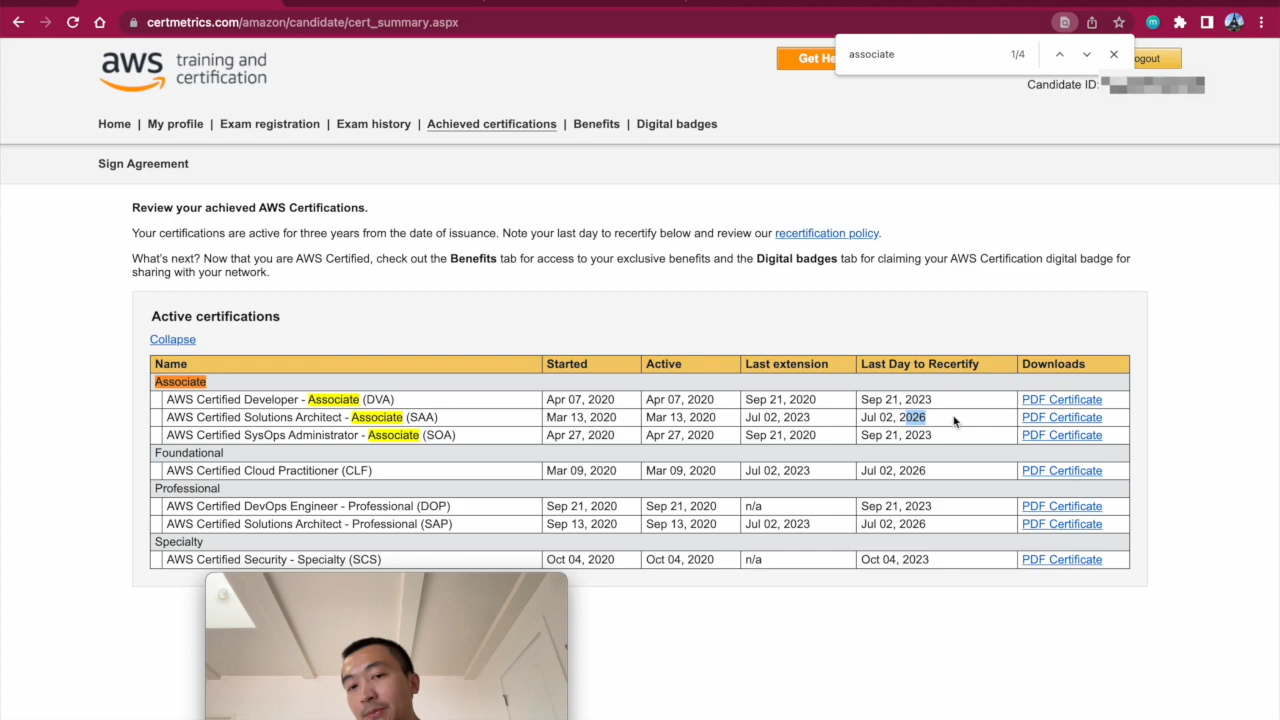 certmetrics.com/amazon/candidate/cert_summary.aspx
associate 1/4
aws training and certification
Get He
ogout
Candidate ID:
Home | My profile | Exam registration | Exam history | Achieved certifications | Benefits | Digital badges
Sign Agreement
Review your achieved AWS Certifications.
Your certifications are active for three years from the date of issuance. Note your last day to recertify below and review our recertification policy.
What's next? Now that you are AWS Certified, check out the Benefits tab for access to your exclusive benefits and the Digital badges tab for claiming your AWS Certification digital badge for
sharing with your network.
Active certifications
Collapse
Name Started Active Last extension Last Day to Recertify Downloads
Associate
AWS Certified Developer - Associate (DVA) Apr 07, 2020 Apr 07, 2020 Sep 21, 2020 Sep 21, 2023 PDF Certificate
AWS Certified Solutions Architect - Associate (SAA) Mar 13, 2020 Mar 13, 2020 Jul 02, 2023 Jul 02, 2026 PDF Certificate
AWS Certified SysOps Administrator - Associate (SOA) Apr 27, 2020 Apr 27, 2020 Sep 21, 2020 Sep 21, 2023 PDF Certificate
Foundational
AWS Certified Cloud Practitioner (CLF) Mar 09, 2020 Mar 09, 2020 Jul 02, 2023 Jul 02, 2026 PDF Certificate
Professional
AWS Certified DevOps Engineer - Professional (DOP) Sep 21, 2020 Sep 21, 2020 n/a Sep 21, 2023 PDF Certificate
AWS Certified Solutions Architect - Professional (SAP) Sep 13, 2020 Sep 13, 2020 Jul 02, 2023 Jul 02, 2026 PDF Certificate
Specialty
AWS Certified Security - Specialty (SCS) Oct 04, 2020 Oct 04, 2020 n/a Oct 04, 2023 PDF Certificate